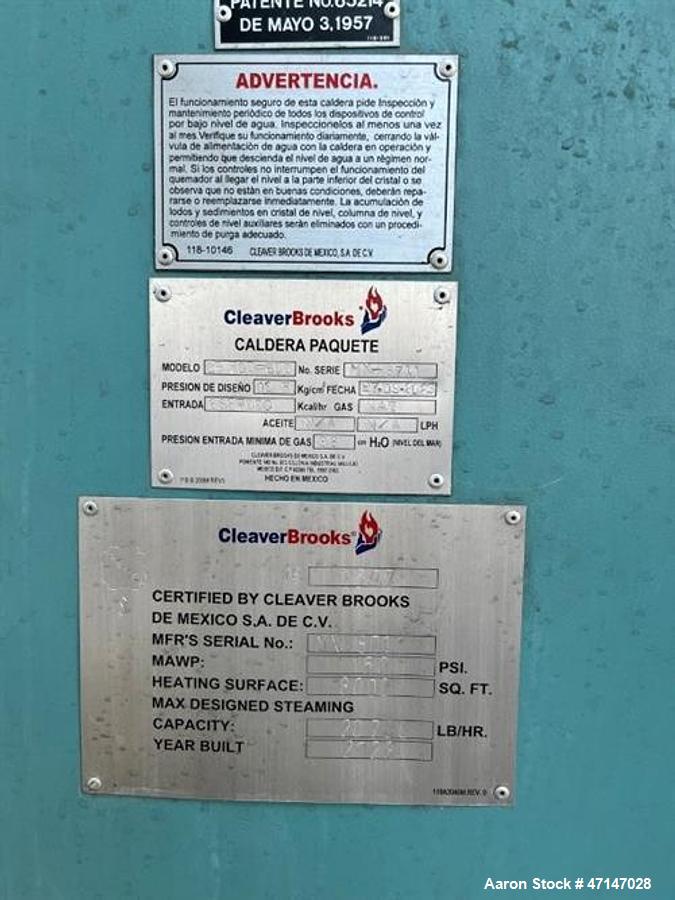 PATENTE NO.65214
DE MAYO 3,1957
ADVERTENCIA.
El funcionamiento seguro de esta caldera pide Inspección y
mantenimiento periódico de todos los dispositivos de control
por bajo nivel de agua. Inspeccionelos al menos una vez
al mes.Verifique su funcionamiento diariamente, cerrando la vál-
vula de alimentación de agua con la caldera en operación y
permitiendo que descienda el nivel de agua a un régimen nor-
mal. Si los controles no interrumpen el funcionamiento del
quemador al llegar el nivel a la parte inferior del cristal o se
observa que no están en buenas condiciones, deberán repa-
rarse o reemplazarse inmediatamente. La acumulación de
lodos y sedimientos en cristal de nivel, columna de nivel, y
controles de nivel auxiliares serán eliminados con un procedi-
miento de purga adecuado.
118-10146 CLEAVER BROOKS DE MEXICO, S.A. DE C.V.
CleaverBrooks
CALDERA PAQUETE
MODELO No. SERIE
PRESION DE DISEÑO Kg/cm² FECHA
ENTRADA Kcal/hr GAS NAT
ACEITE N/A N/A LPH
PRESION ENTRADA MINIMA DE GAS cm H₂O (NIVEL DEL MAR)
CLEAVER BROOKS DE MEXICO S.A. DE C.V.
HECHO EN MEXICO
CleaverBrooks
CERTIFIED BY CLEAVER BROOKS
DE MEXICO S.A. DE C.V.
MFR'S SERIAL No.:
MAWP: PSI.
HEATING SURFACE: SQ. FT.
MAX DESIGNED STEAMING
CAPACITY: LB/HR.
YEAR BUILT
Aaron Stock #47147028